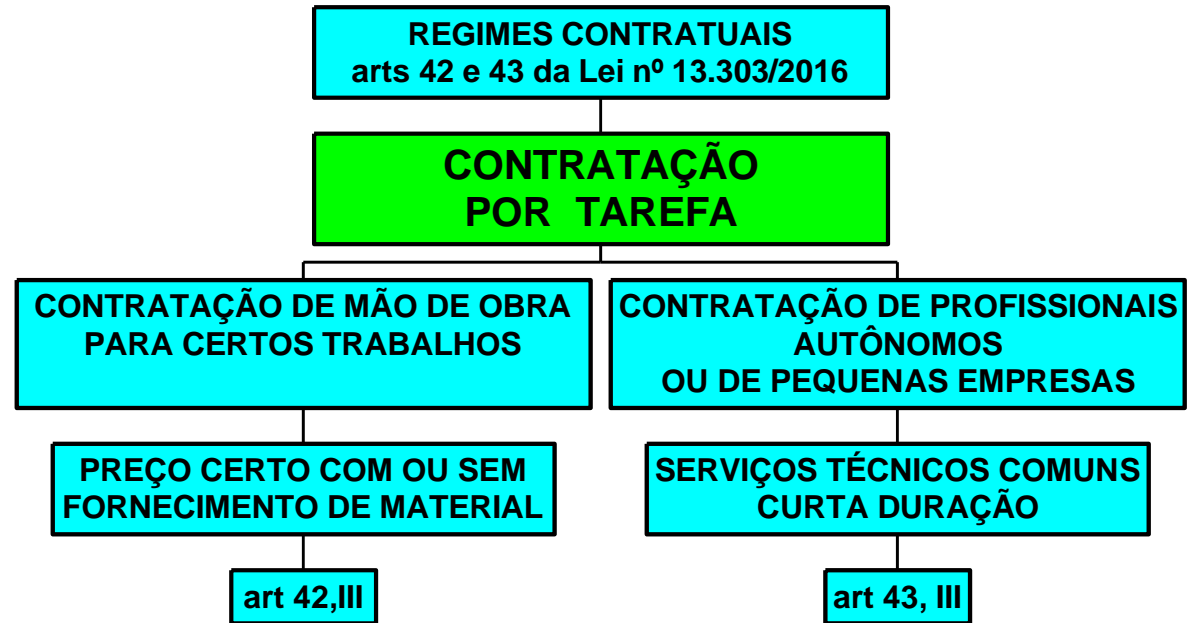 REGIMES CONTRATUAIS
arts 42 e 43 da Lei nº 13.303/2016
CONTRATAÇÃO
POR TAREFA
CONTRATAÇÃO DE MÃO DE OBRA
PARA CERTOS TRABALHOS
CONTRATAÇÃO DE PROFISSIONAIS
AUTÔNOMOS
OU DE PEQUENAS EMPRESAS
PREÇO CERTO COM OU SEM
FORNECIMENTO DE MATERIAL
SERVIÇOS TÉCNICOS COMUNS
CURTA DURAÇÃO
art 42,III
art 43, III